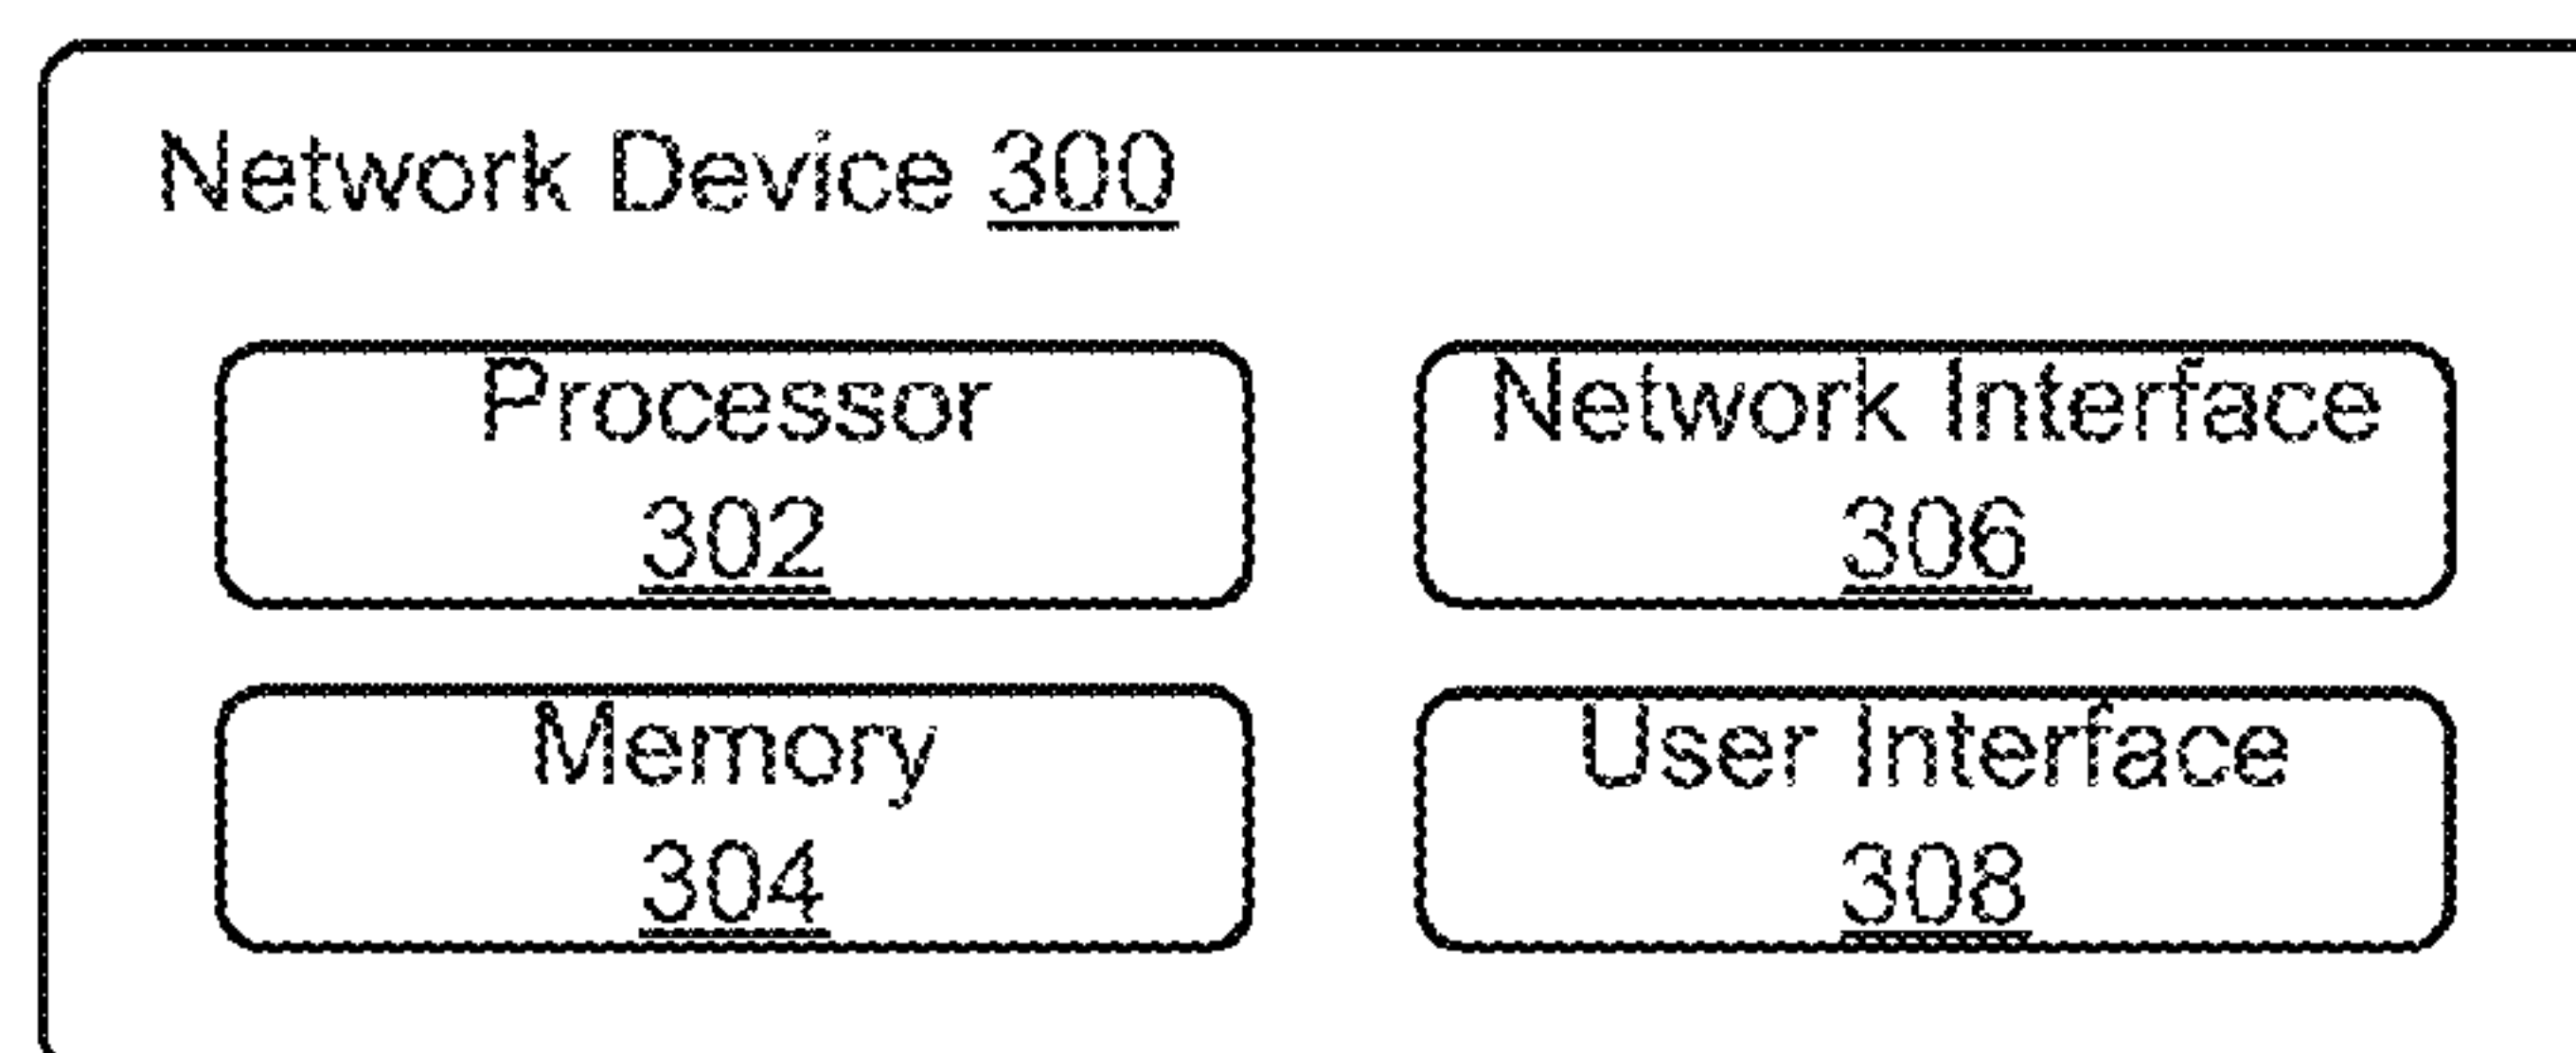 Network Device 300
Processor
302
Network Interface
306
Memory
304
User Interface
308